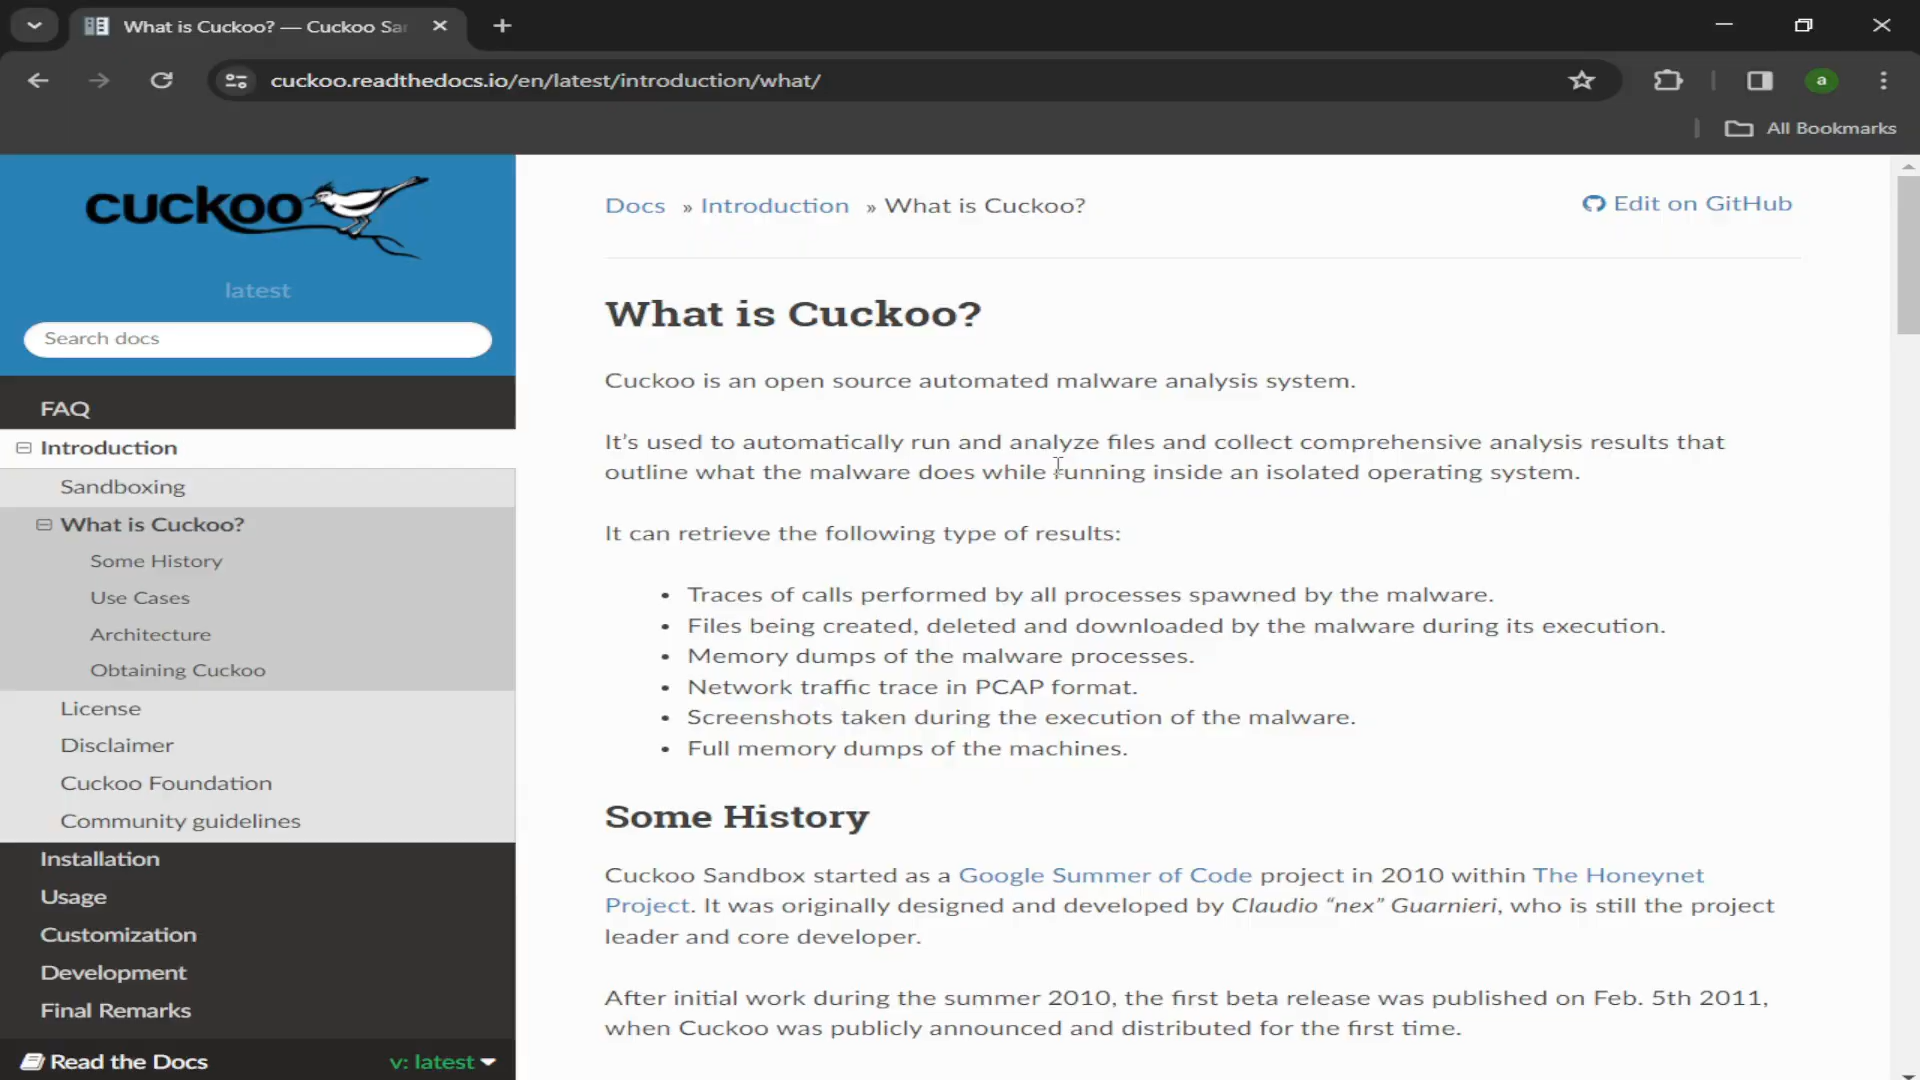 What is Cuckoo? — Cuckoo Sa
cuckoo.readthedocs.io/en/latest/introduction/what/
a
All Bookmarks
cuckoo
latest
Search docs
FAQ
Introduction
Sandboxing
What is Cuckoo?
Some History
Use Cases
Architecture
Obtaining Cuckoo
License
Disclaimer
Cuckoo Foundation
Community guidelines
Installation
Usage
Customization
Development
Final Remarks
Read the Docs
v: latest
Docs » Introduction » What is Cuckoo?
Edit on GitHub
What is Cuckoo?
Cuckoo is an open source automated malware analysis system.
It's used to automatically run and analyze files and collect comprehensive analysis results that
outline what the malware does while running inside an isolated operating system.
It can retrieve the following type of results:
• Traces of calls performed by all processes spawned by the malware.
• Files being created, deleted and downloaded by the malware during its execution.
• Memory dumps of the malware processes.
• Network traffic trace in PCAP format.
• Screenshots taken during the execution of the malware.
• Full memory dumps of the machines.
Some History
Cuckoo Sandbox started as a Google Summer of Code project in 2010 within The Honeynet
Project. It was originally designed and developed by Claudio “nex” Guarnieri, who is still the project
leader and core developer.
After initial work during the summer 2010, the first beta release was published on Feb. 5th 2011,
when Cuckoo was publicly announced and distributed for the first time.